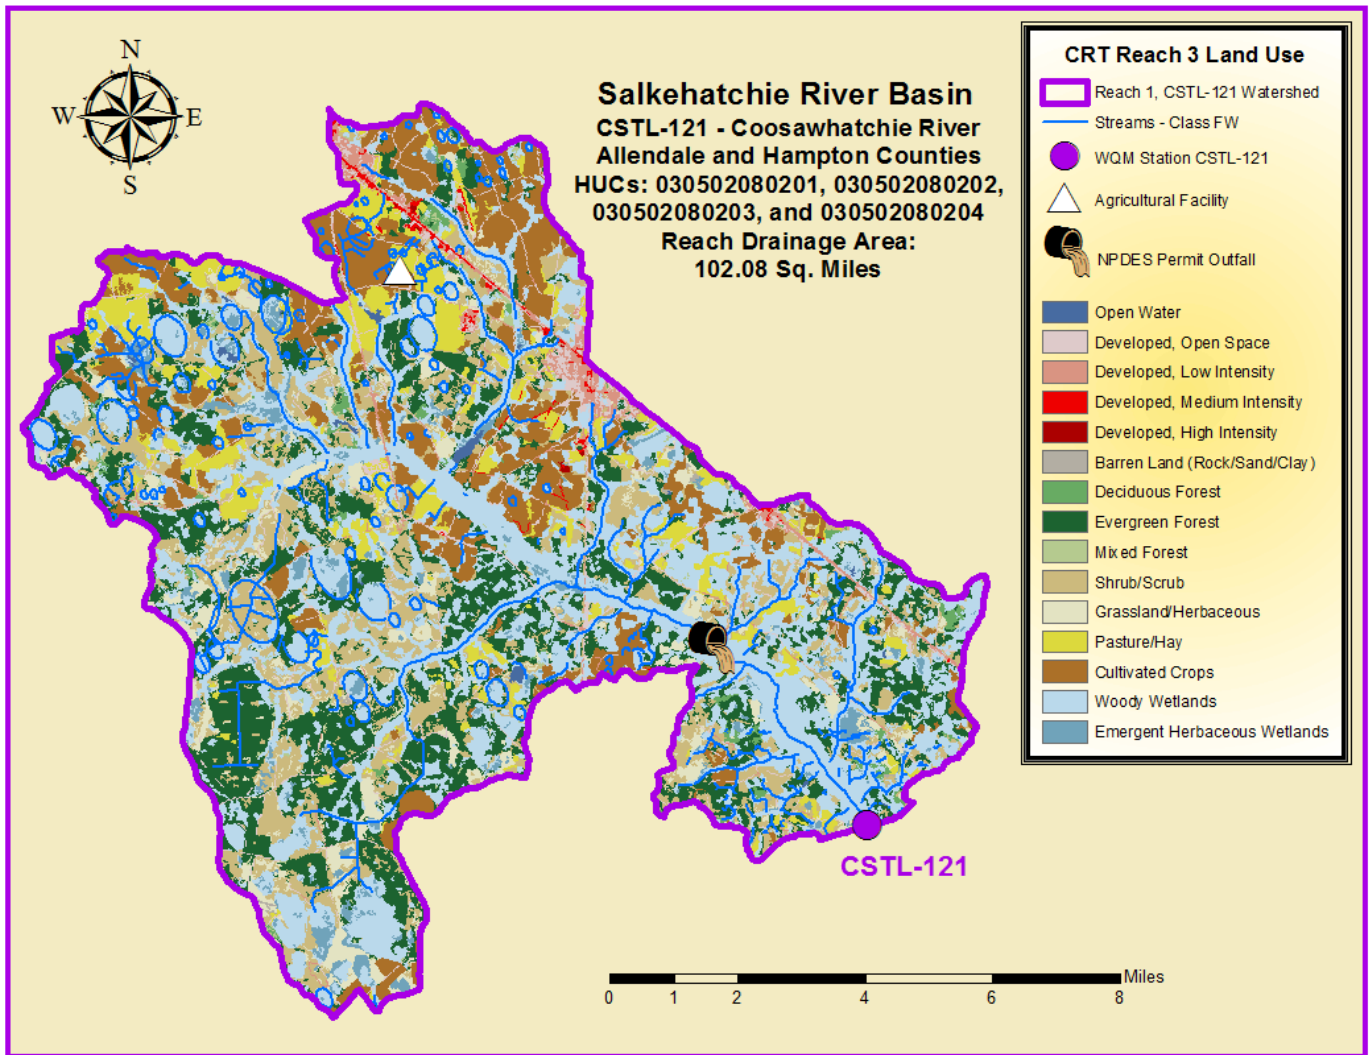 N
W
E
S
Salkehatchie River Basin
CSTL-121 - Coosawhatchie River
Allendale and Hampton Counties
HUCs: 030502080201, 030502080202,
030502080203, and 030502080204
Reach Drainage Area:
102.08 Sq. Miles
CRT Reach 3 Land Use
Reach 1, CSTL-121 Watershed
Streams - Class FW
WQM Station CSTL-121
Agricultural Facility
NPDES Permit Outfall
Open Water
Developed, Open Space
Developed, Low Intensity
Developed, Medium Intensity
Developed, High Intensity
Barren Land (Rock/Sand/Clay)
Deciduous Forest
Evergreen Forest
Mixed Forest
Shrub/Scrub
Grassland/Herbaceous
Pasture/Hay
Cultivated Crops
Woody Wetlands
Emergent Herbaceous Wetlands
CSTL-121
Miles
0 1 2 4 6 8